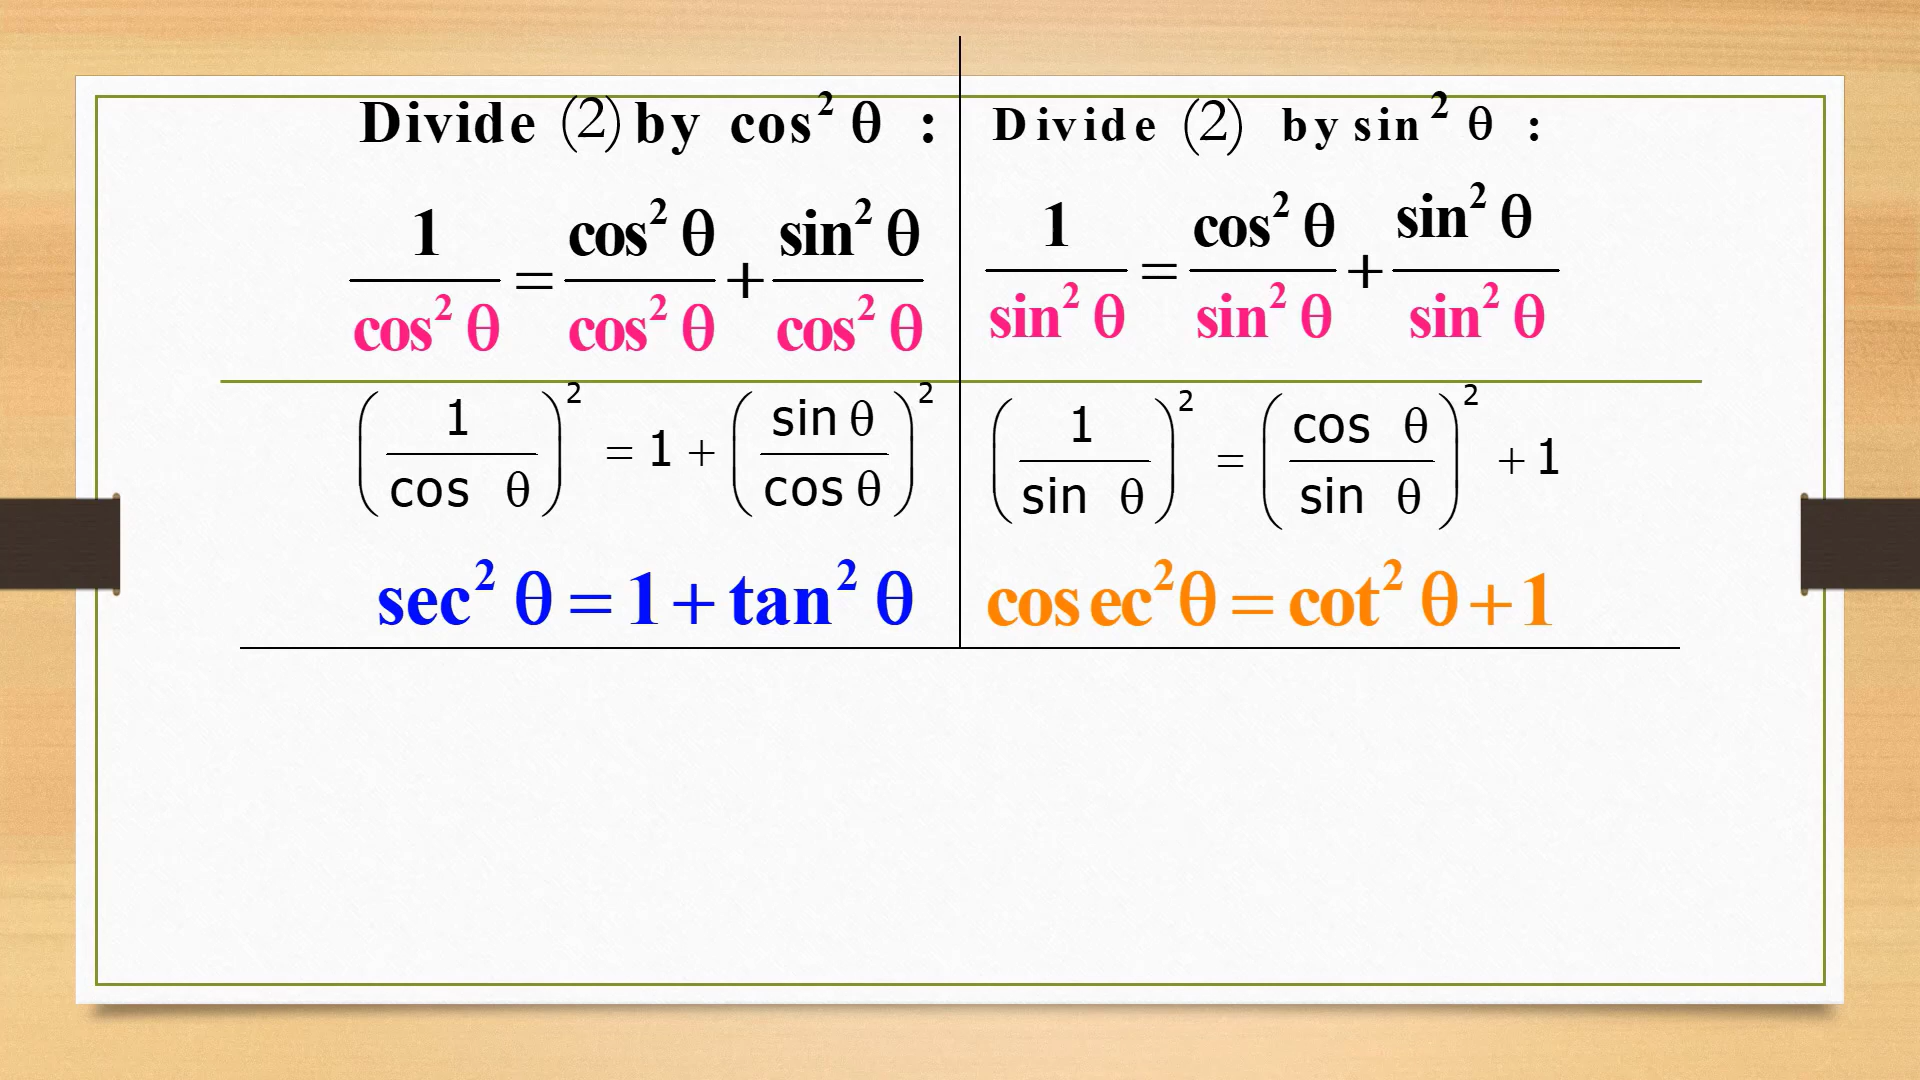 Divide (2) by cos² θ :
1/cos² θ = cos² θ/cos² θ + sin² θ/cos² θ
(1/cos θ)² = 1 + (sin θ/cos θ)²
sec² θ = 1 + tan² θ
Divide (2) by sin² θ :
1/sin² θ = cos² θ/sin² θ + sin² θ/sin² θ
(1/sin θ)² = (cos θ/sin θ)² + 1
cosec²θ = cot² θ + 1